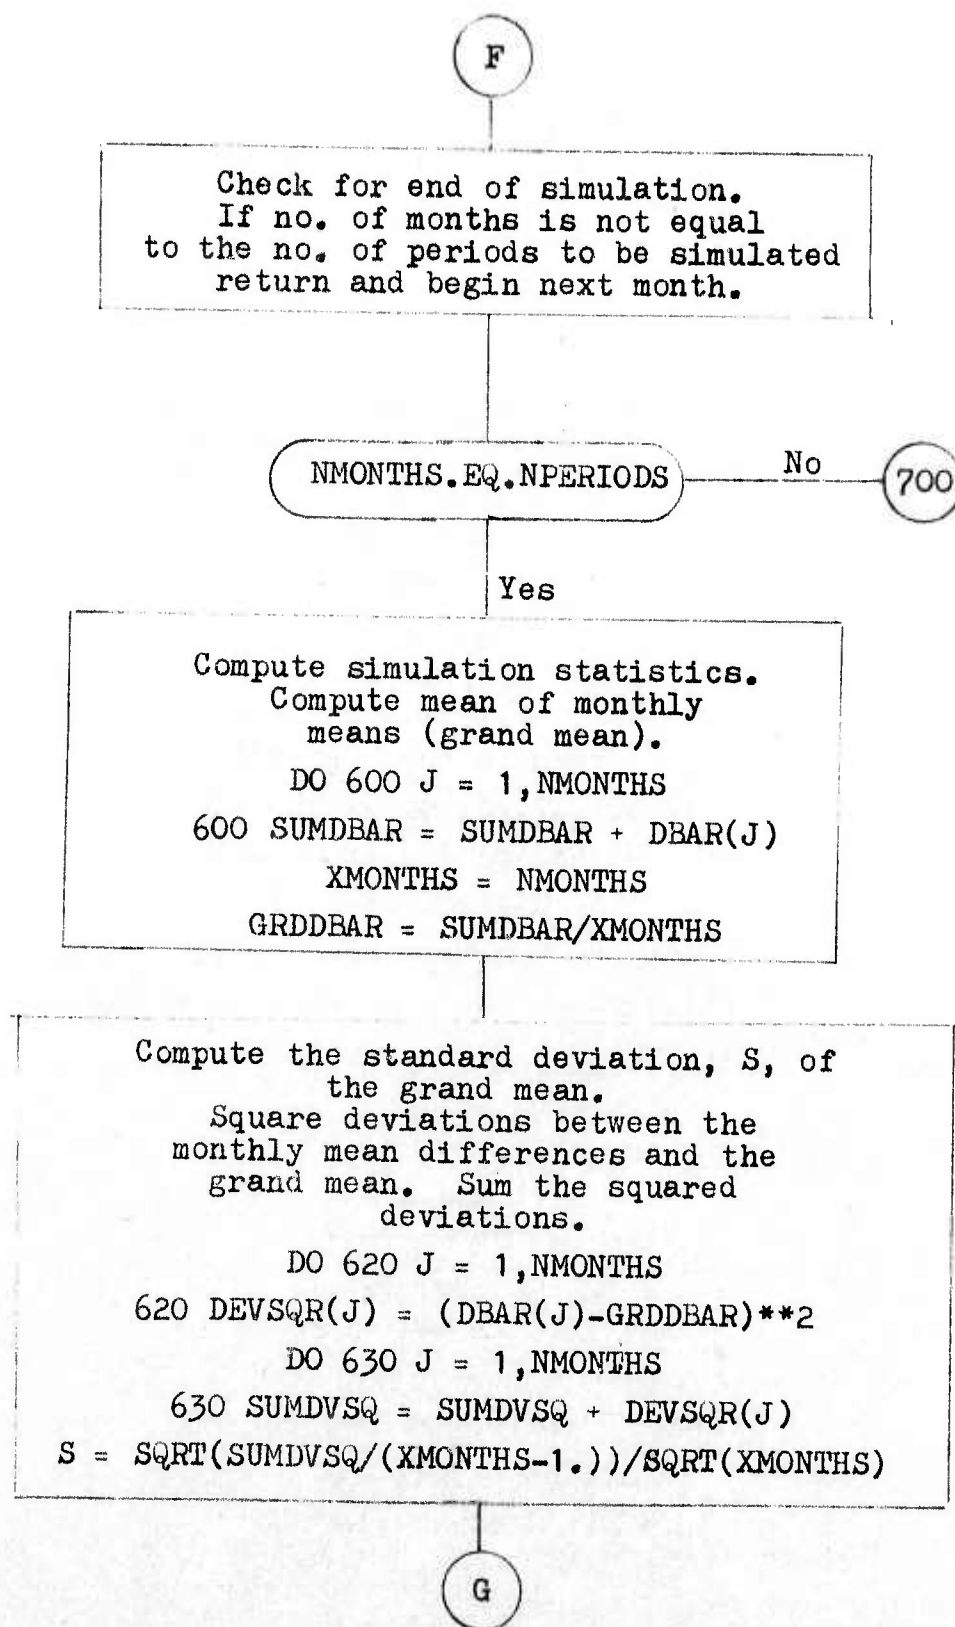 F
Check for end of simulation.
If no. of months is not equal
to the no. of periods to be simulated
return and begin next month.
NMONTHS.EQ.NPERIODS
No
700
Yes
Compute simulation statistics.
Compute mean of monthly
means (grand mean).
DO 600 J = 1,NMONTHS
600 SUMDBAR = SUMDBAR + DBAR(J)
XMONTHS = NMONTHS
GRDDBAR = SUMDBAR/XMONTHS
Compute the standard deviation, S, of
the grand mean.
Square deviations between the
monthly mean differences and the
grand mean. Sum the squared
deviations.
DO 620 J = 1,NMONTHS
620 DEVSQR(J) = (DBAR(J)-GRDDBAR)**2
DO 630 J = 1,NMONTHS
630 SUMDVSQ = SUMDVSQ + DEVSQR(J)
S = SQRT(SUMDVSQ/(XMONTHS-1.))/SQRT(XMONTHS)
G